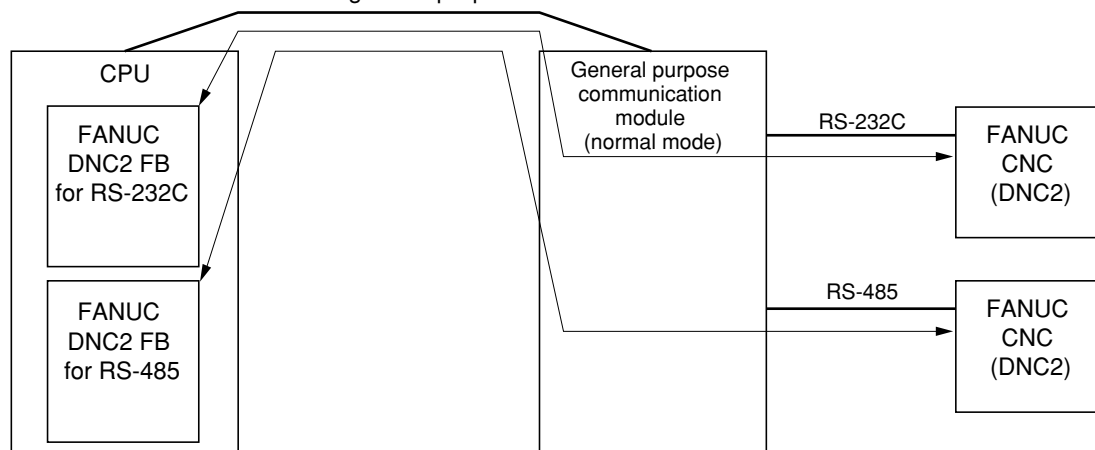 CPU
FANUC
DNC2 FB
for RS-232C
FANUC
DNC2 FB
for RS-485
General purpose
communication
module
(normal mode)
RS-232C
FANUC
CNC
(DNC2)
RS-485
FANUC
CNC
(DNC2)